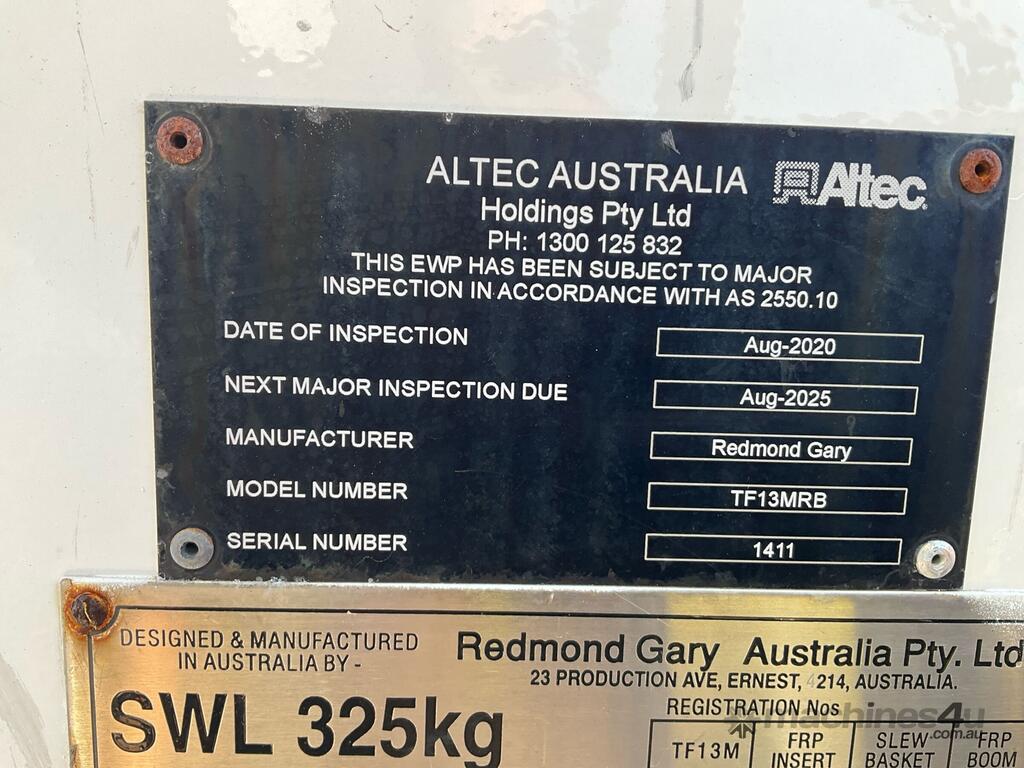 ALTEC AUSTRALIA
Altec
Holdings Pty Ltd
PH: 1300 125 832
THIS EWP HAS BEEN SUBJECT TO MAJOR
INSPECTION IN ACCORDANCE WITH AS 2550.10
DATE OF INSPECTION Aug-2020
NEXT MAJOR INSPECTION DUE Aug-2025
MANUFACTURER Redmond Gary
MODEL NUMBER TF13MRB
SERIAL NUMBER 1411
DESIGNED & MANUFACTURED
IN AUSTRALIA BY -
Redmond Gary Australia Pty. Ltd
23 PRODUCTION AVE, ERNEST, 4214, AUSTRALIA.
SWL 325kg
REGISTRATION Nos
machines4u
.com.au
TF13M
FRP
INSERT
SLEW
BASKET
FRP
BOOM